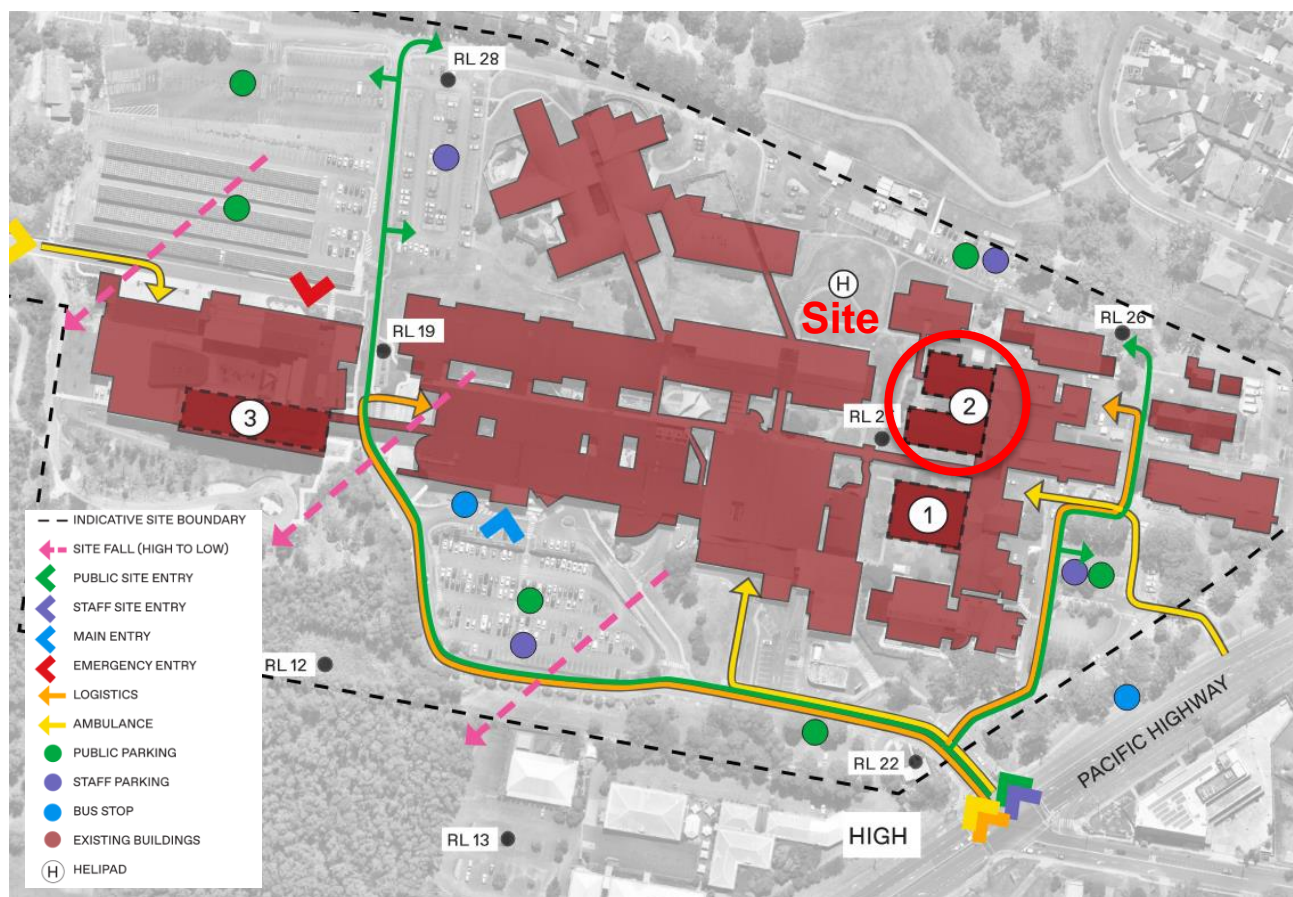 RL 28
H
Site
RL 26
RL 19
3
2
RL 2
1
INDICATIVE SITE BOUNDARY
SITE FALL (HIGH TO LOW)
PUBLIC SITE ENTRY
STAFF SITE ENTRY
MAIN ENTRY
EMERGENCY ENTRY
LOGISTICS
AMBULANCE
PUBLIC PARKING
STAFF PARKING
BUS STOP
EXISTING BUILDINGS
H HELIPAD
RL 12
PACIFIC HIGHWAY
RL 22
RL 13
HIGH